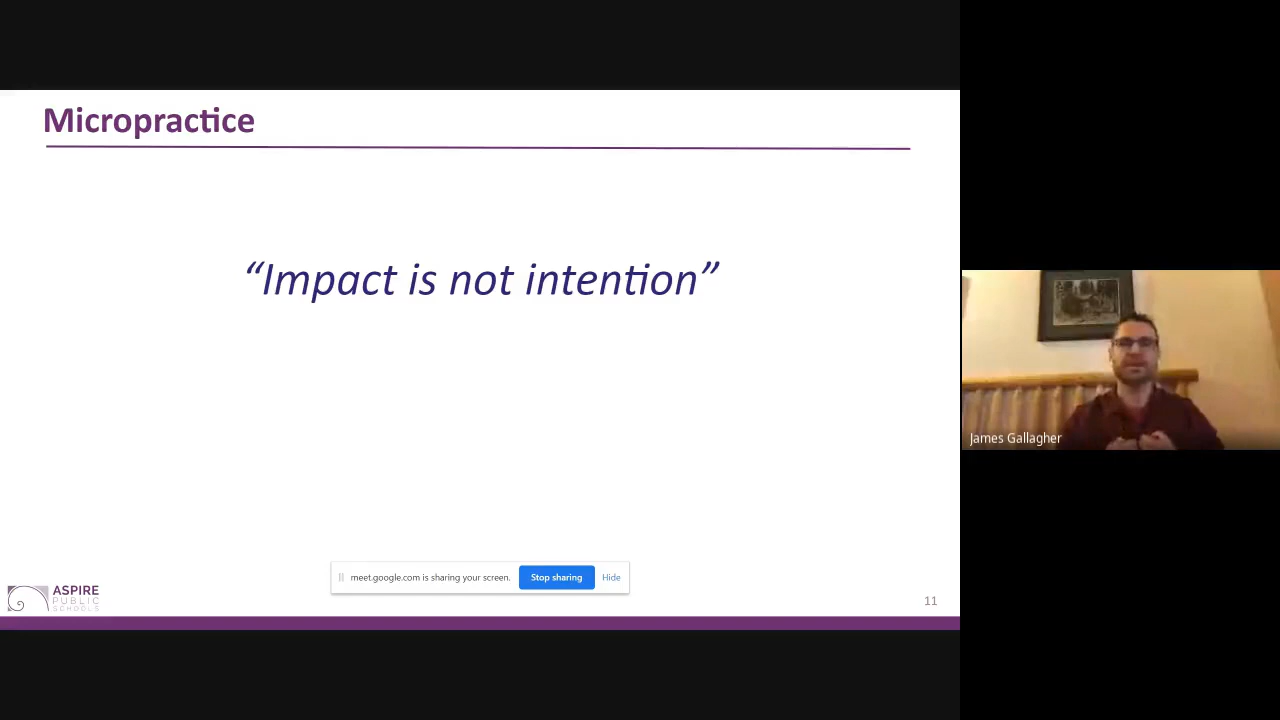 Micropractice
“Impact is not intention”
James Gallagher
meet.google.com is sharing your screen.
Stop sharing
Hide
ASPIRE
PUBLIC
SCHOOLS
11